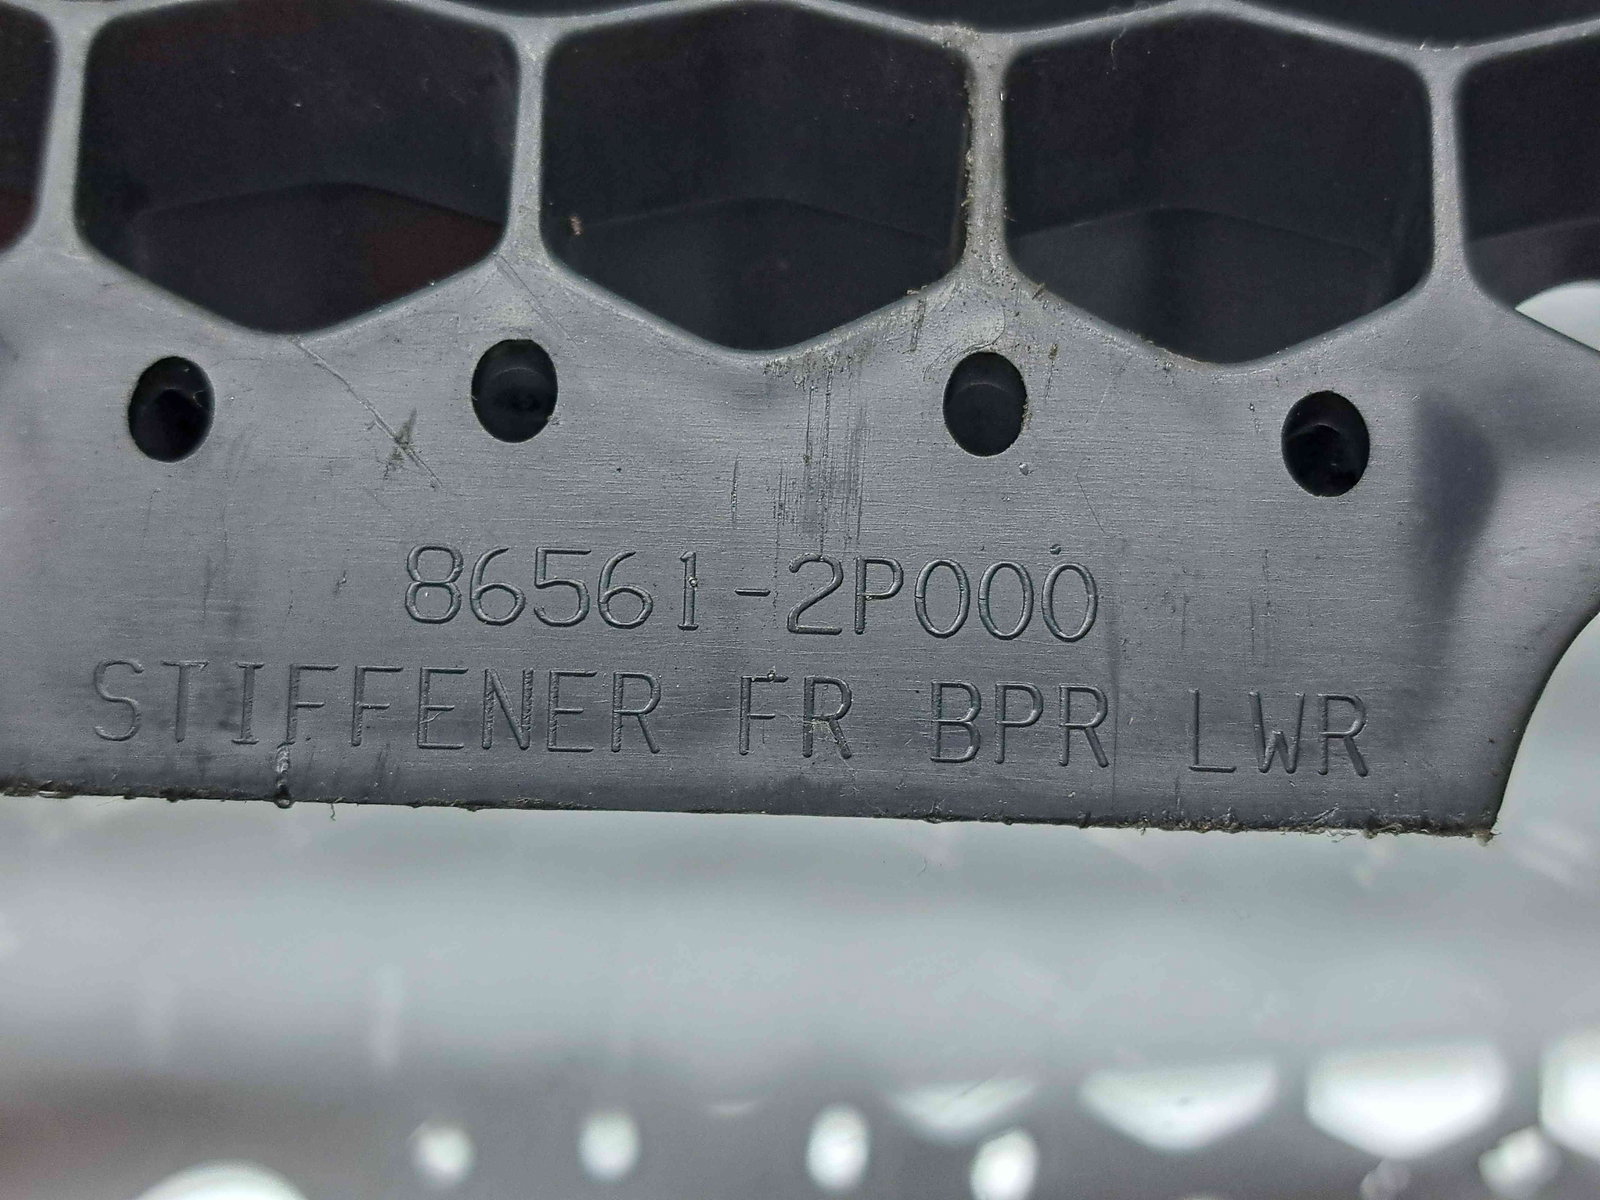 86561-2P000
STIFFENER FR BPR LWR